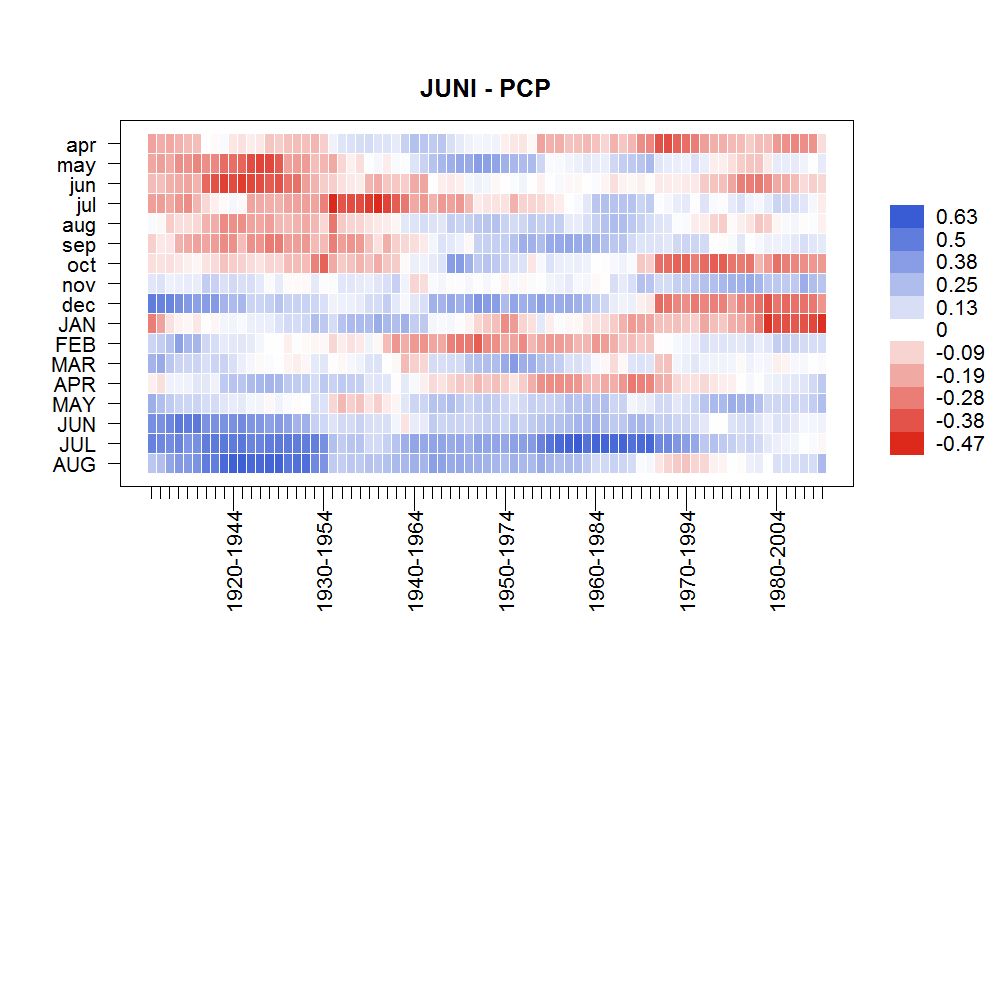 JUNI - PCP
apr
may
jun
jul
aug
sep
oct
nov
dec
JAN
FEB
MAR
APR
MAY
JUN
JUL
AUG
0.63
0.5
0.38
0.25
0.13
0
-0.09
-0.19
-0.28
-0.38
-0.47
1920-1944
1930-1954
1940-1964
1950-1974
1960-1984
1970-1994
1980-2004